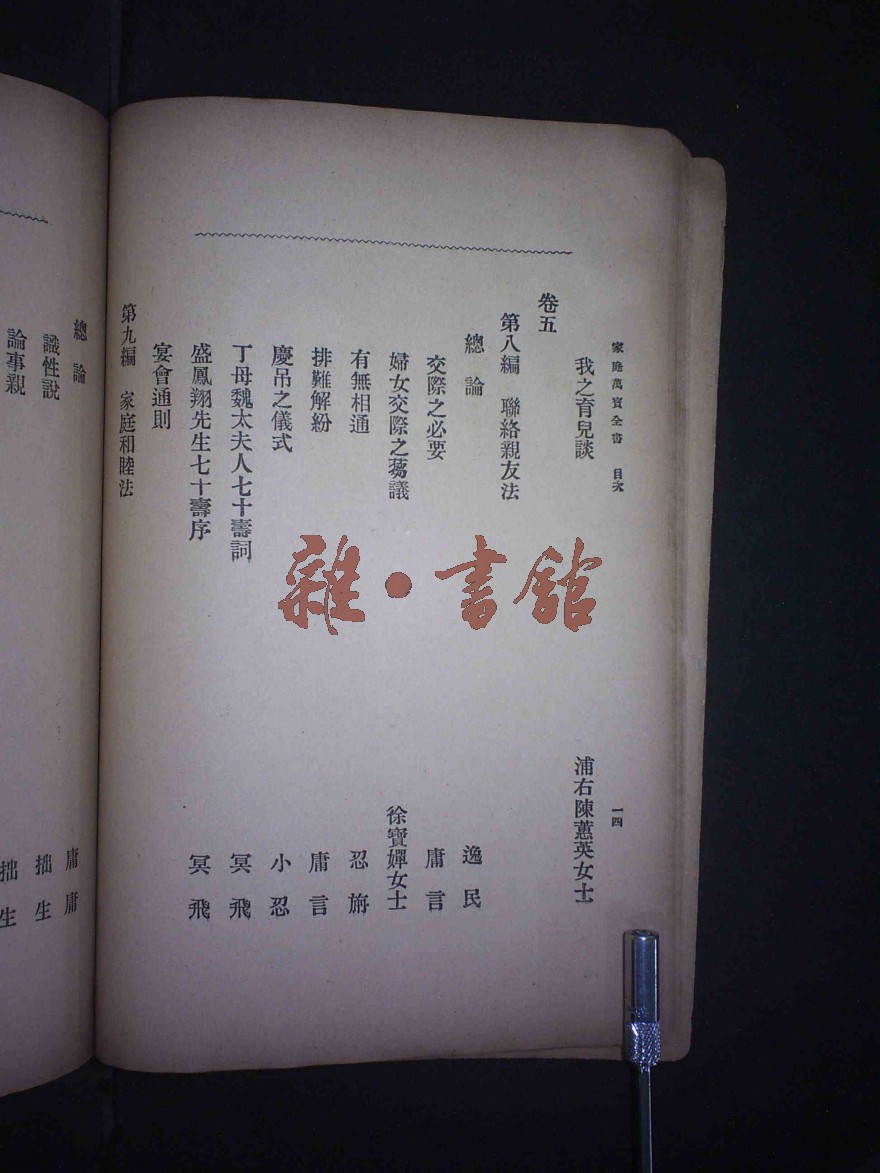 家庭萬寶全書 目次 一四
我之育兒談 浦右陳蕙英女士
卷五
第八編 聯絡親友法
總論 逸民
交際之必要 庸言
婦女交際之芻議 徐寶嬋女士
有無相通 忍旃
排難解紛 庸言
慶吊之儀式 小忍
丁母魏太夫人七十壽詞 冥飛
盛鳳翔先生七十壽序 冥飛
宴會通則
第九編 家庭和睦法
總論 庸庸
識性說 拙生
論事親 拙生
雜·書館